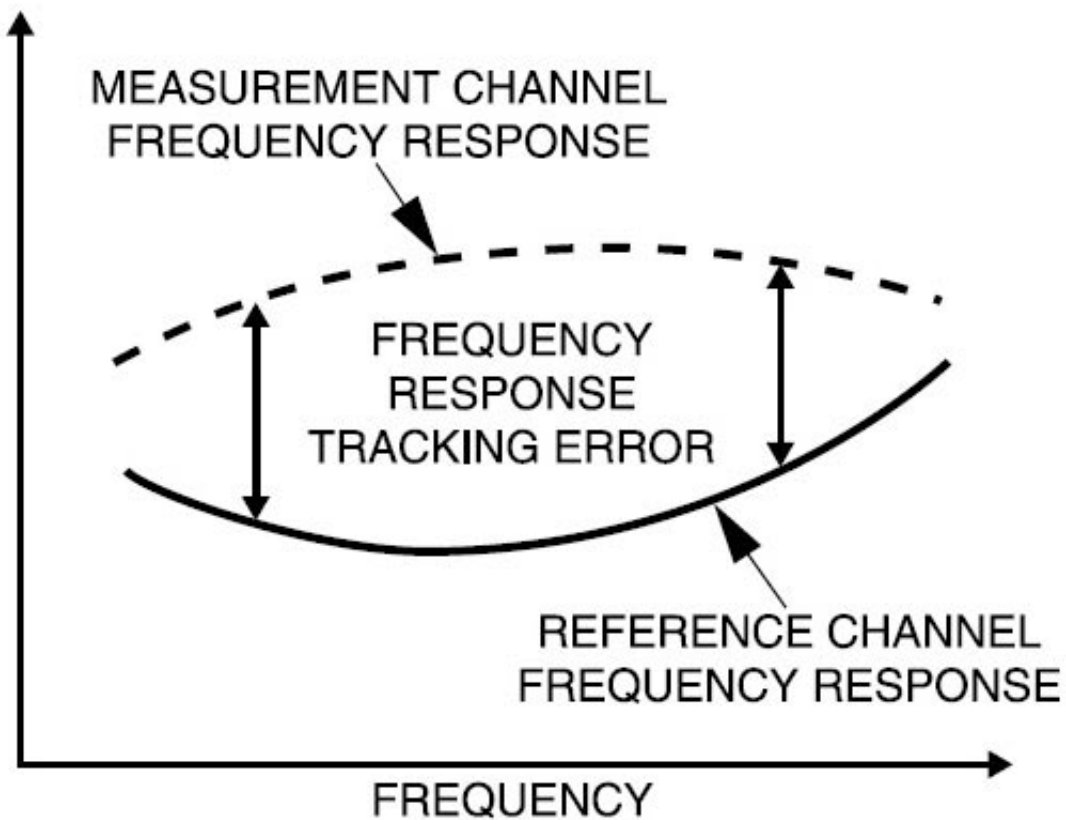 MEASUREMENT CHANNEL
FREQUENCY RESPONSE
FREQUENCY
RESPONSE
TRACKING ERROR
REFERENCE CHANNEL
FREQUENCY RESPONSE
FREQUENCY